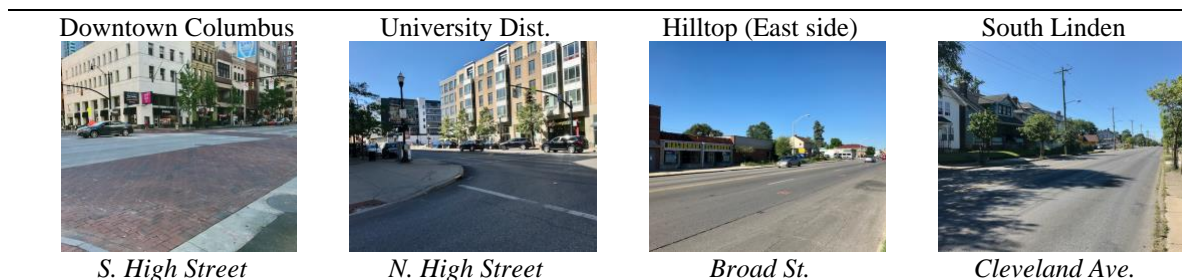 Downtown Columbus
University Dist.
Hilltop (East side)
South Linden
S. High Street
N. High Street
Broad St.
Cleveland Ave.